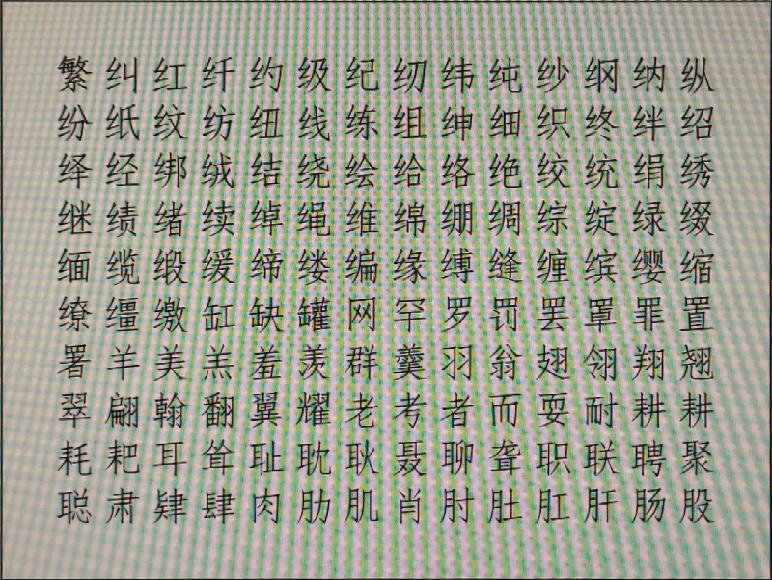 繁纠红纤约级纪纫纬纯纱纲纳纵
纷纸纹纺纽线练组绅细织终绊绍
绎经绑绒结绕绘给络绝绞统绢绣
继绩绪续绰绳维绵绷绸综绽绿缀
缅缆缎缓缔缕编缘缚缝缠缤缨缩
缭缰缴缸缺罐网罕罗罚罢罩罪置
署羊美羔羞羡群羹羽翁翅翎翔翘
翠翩翰翻翼耀老考者而耍耐耕耕
耗耙耳耸耻耽耿聂聊聋职联聘聚
聪肃肄肆肉肋肌肖肘肚肛肝肠股